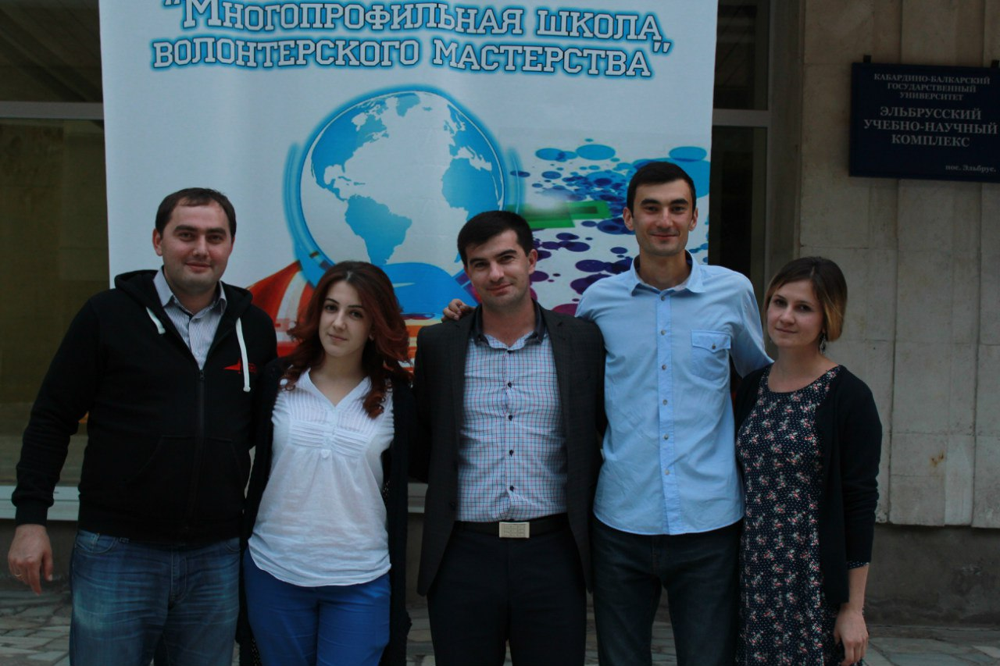 "Многопрофильная школа
волонтерского мастерства"
КАБАРДИНО-БАЛКАРСКИЙ
ГОСУДАРСТВЕННЫЙ
УНИВЕРСИТЕТ
ЭЛЬБРУССКИЙ
УЧЕБНО-НАУЧНЫЙ
КОМПЛЕКС
пос. Эльбрус.